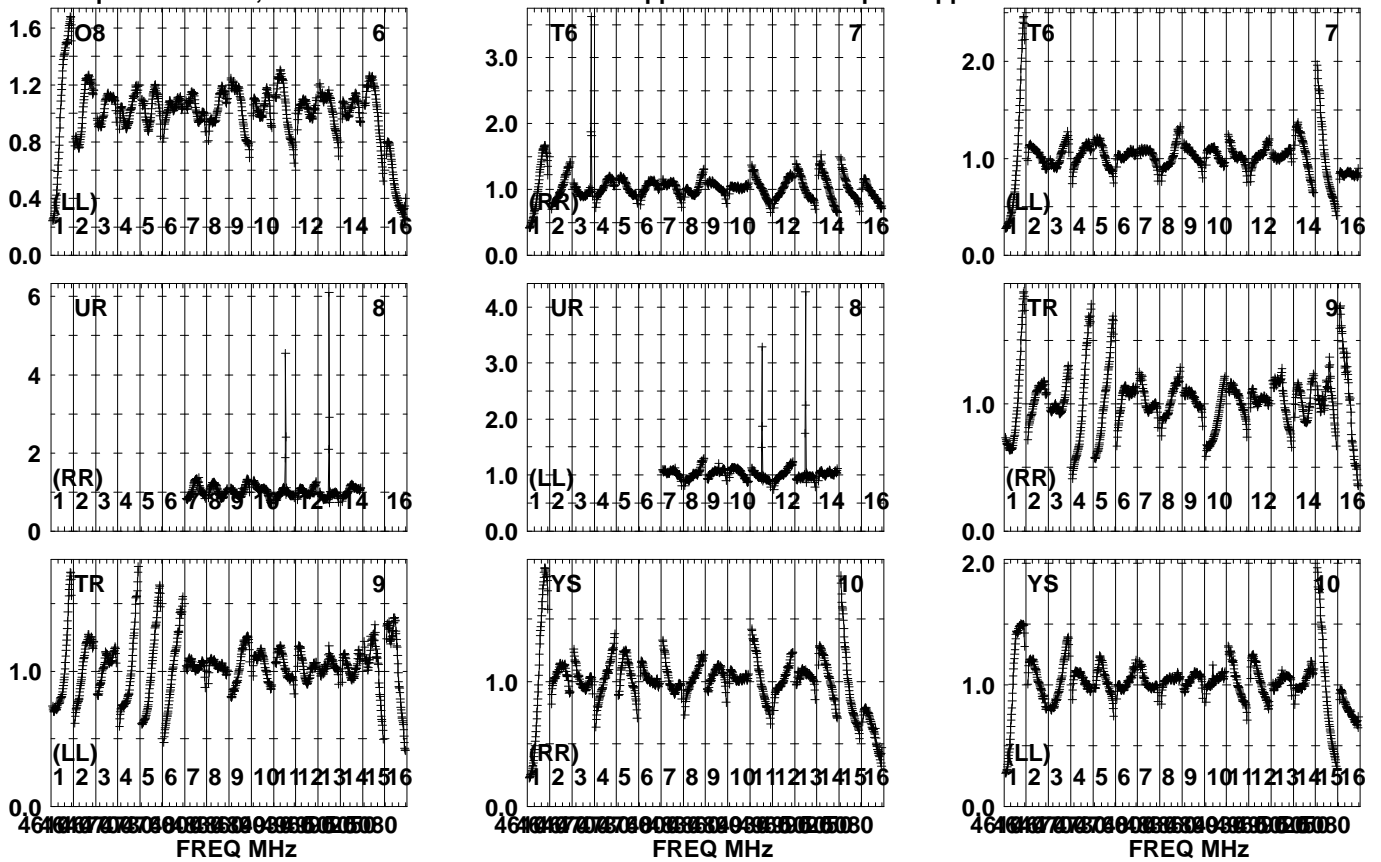 1.6 O8 6
1.2
0.8
0.4 (LL)
1 2 3 4 5 6 7 8 9 10 12 14 16
0.0
T6 7
3.0
2.0
1.0
(RR)
1 2 3 4 5 6 7 8 9 10 12 14 16
0.0
T6 7
2.0
1.0
(LL)
1 2 3 4 5 6 7 8 9 10 12 14 16
0.0
6 UR 8
4
2
(RR)
1 2 3 4 5 6 7 8 9 10 12 14 16
0
4.0 UR 8
3.0
2.0
1.0
(LL)
1 2 3 4 5 6 7 8 9 10 12 14 16
0.0
TR 9
1.0
(RR)
1 2 3 4 5 6 7 8 9 10 12 14 16
0.0
TR 9
1.0
(LL)
1 2 3 4 5 6 7 8 9 10 11 12 13 14 15 16
0.0
FREQ MHz
YS 10
1.0
(RR)
1 2 3 4 5 6 7 8 9 10 11 12 13 14 15 16
0.0
FREQ MHz
2.0
YS 10
1.0
(LL)
1 2 3 4 5 6 7 8 9 10 11 12 13 14 15 16
0.0
FREQ MHz